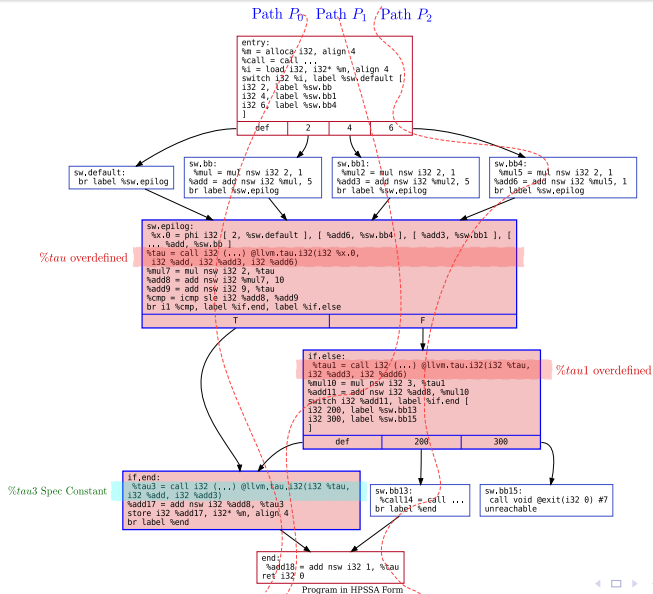 Path P0 Path P1 Path P2
entry:
%m = alloca i32, align 4
%call = call ...
%i = load i32, i32* %m, align 4
switch i32 %i, label %sw.default [
i32 2, label %sw.bb
i32 4, label %sw.bb1
i32 6, label %sw.bb4
]
def 2 4 6
sw.default:
br label %sw.epilog
sw.bb:
%mul = mul nsw i32 2, 1
%add = add nsw i32 %mul, 5
br label %sw.epilog
sw.bb1:
%mul2 = mul nsw i32 2, 1
%add3 = add nsw i32 %mul2, 5
br label %sw.epilog
sw.bb4:
%mul5 = mul nsw i32 2, 1
%add6 = add nsw i32 %mul5, 1
br label %sw.epilog
sw.epilog:
%x.0 = phi i32 [ 2, %sw.default ], [ %add6, %sw.bb4 ], [ %add3, %sw.bb1 ], [
... %add, %sw.bb ]
%tau = call i32 (...) @llvm.tau.i32(i32 %x.0,
i32 %add, i32 %add3, i32 %add6)
%mul7 = mul nsw i32 2, %tau
%add8 = add nsw i32 %mul7, 10
%add9 = add nsw i32 9, %tau
%cmp = icmp sle i32 %add8, %add9
br i1 %cmp, label %if.end, label %if.else
T F
%tau overdefined
if.else:
%tau1 = call i32 (...) @llvm.tau.i32(i32 %tau,
i32 %add3, i32 %add6)
%mul10 = mul nsw i32 3, %tau1
%add11 = add nsw i32 %add8, %mul10
switch i32 %add11, label %if.end [
i32 200, label %sw.bb13
i32 300, label %sw.bb15
]
def 200 300
%tau1 overdefined
if.end:
%tau3 = call i32 (...) @llvm.tau.i32(i32 %tau,
i32 %add, i32 %add3)
%add17 = add nsw i32 %add8, %tau3
store i32 %add17, i32* %m, align 4
br label %end
%tau3 Spec Constant
sw.bb13:
%call14 = call ...
br label %end
sw.bb15:
call void @exit(i32 0) #7
unreachable
end:
%add18 = add nsw i32 1, %tau
ret i32 0
Program in HPSSA Form